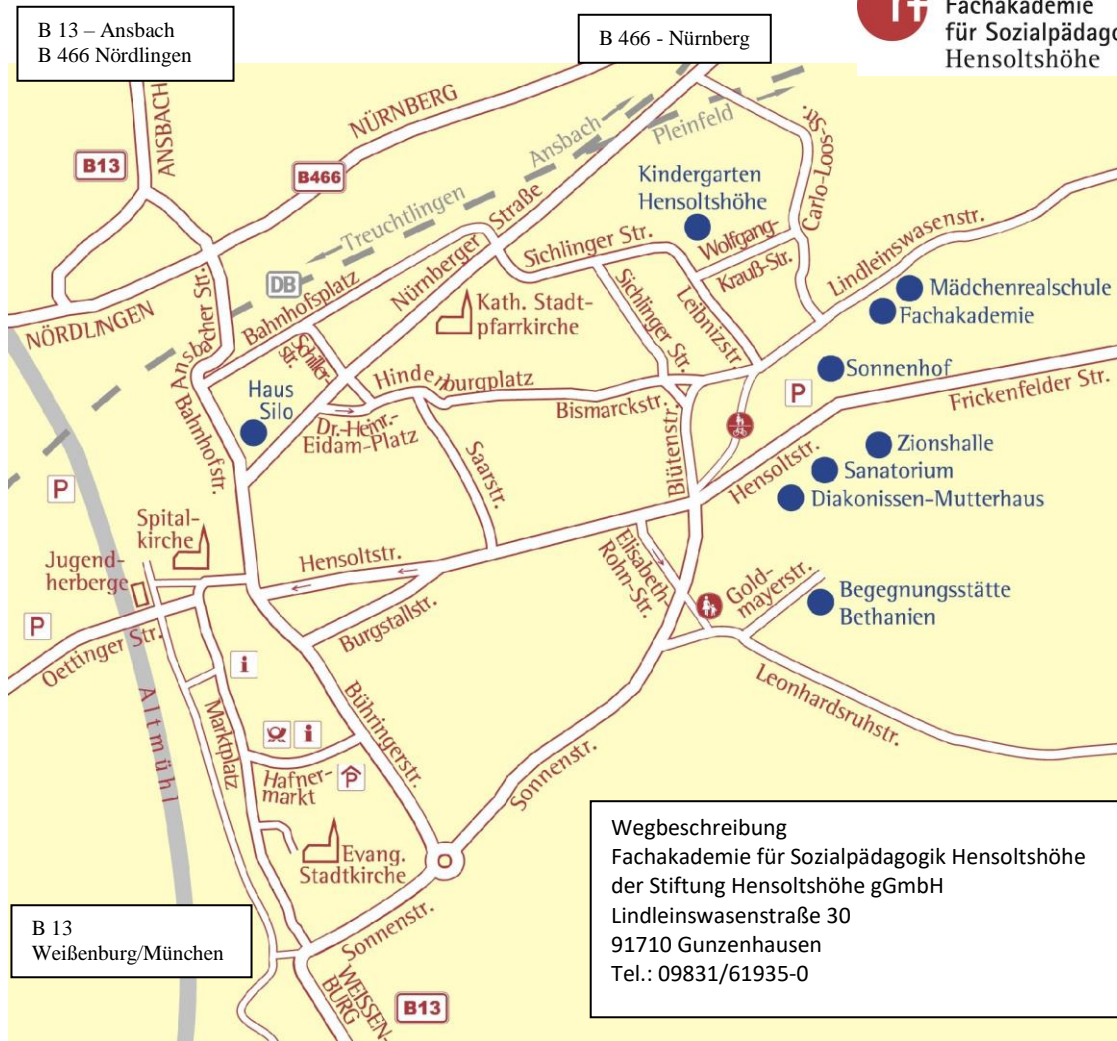 B 13 – Ansbach
B 466 Nördlingen
B 466 - Nürnberg
Fachakademie
für Sozialpädago
Hensoltshöhe
B13
ANSBACH
NÜRNBERG
B466
Ansbach
Pleinfeld
Treuchtlingen
DB
NÖRDLINGEN
Ansbacher Str.
Bahnhofsplatz
Nürnberger Straße
Kindergarten
Hensoltshöhe
Carlo-Loos-Str.
Wolfgang-
Krauß-Str.
Sichlinger Str.
Sichlinger Str.
Leibnizstr.
Lindleinswasenstr.
Mädchenrealschule
Fachakademie
Kath. Stadt-
pfarrkirche
Schiller-
str.
Hindenburgplatz
Haus
Silo
Dr.-Heinr.-
Eidam-Platz
Bismarckstr.
Blütenstr.
Sonnenhof
P
Frickenfelder Str.
Bahnhofstr.
Saarstr.
Hensoltstr.
Zionshalle
Sanatorium
Diakonissen-Mutterhaus
P
Spital-
kirche
Jugend-
herberge
Hensoltstr.
Elisabeth-
Rohn-Str.
Gold-
mayerstr.
Begegnungsstätte
Bethanien
P
Oettinger Str.
Burgstallstr.
i
Altmühl
Marktplatz
Bühringerstr.
Leonhardsruhstr.
i
Hafner-
markt
P
Sonnenstr.
Evang.
Stadtkirche
Wegbeschreibung
Fachakademie für Sozialpädagogik Hensoltshöhe
der Stiftung Hensoltshöhe gGmbH
Lindleinswasenstraße 30
91710 Gunzenhausen
Tel.: 09831/61935-0
B 13
Weißenburg/München
Sonnenstr.
WEISSEN-
BURG
B13